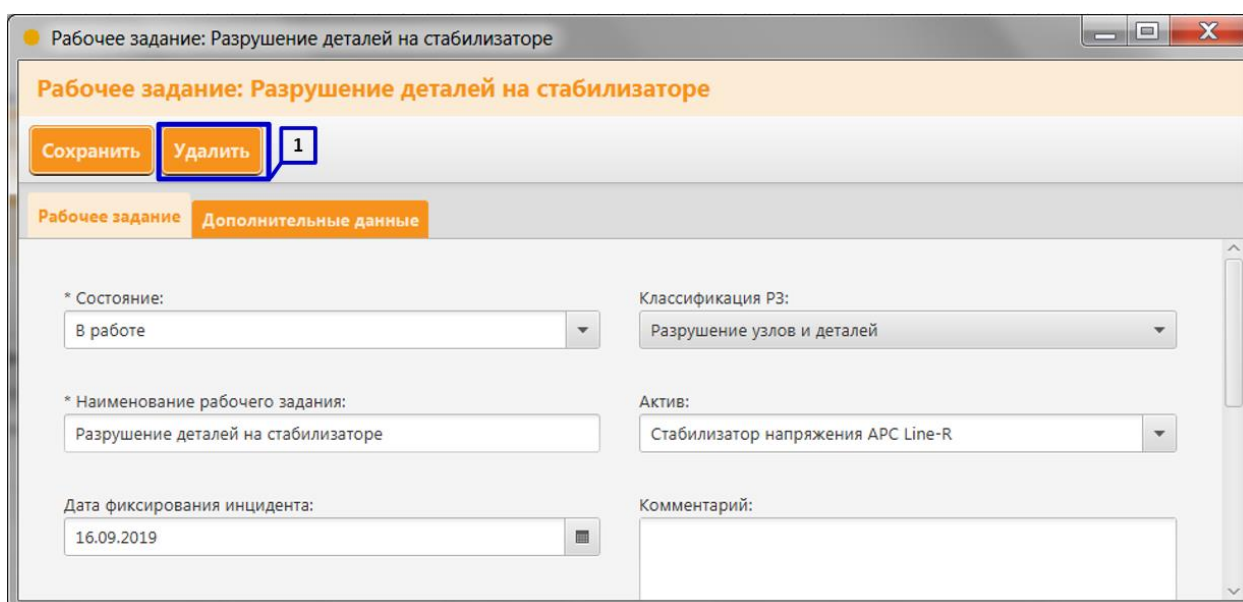 Рабочее задание: Разрушение деталей на стабилизаторе
Рабочее задание: Разрушение деталей на стабилизаторе
Сохранить Удалить 1
Рабочее задание Дополнительные данные
* Состояние: Классификация РЗ:
В работе Разрушение узлов и деталей
* Наименование рабочего задания: Актив:
Разрушение деталей на стабилизаторе Стабилизатор напряжения APC Line-R
Дата фиксирования инцидента: Комментарий:
16.09.2019